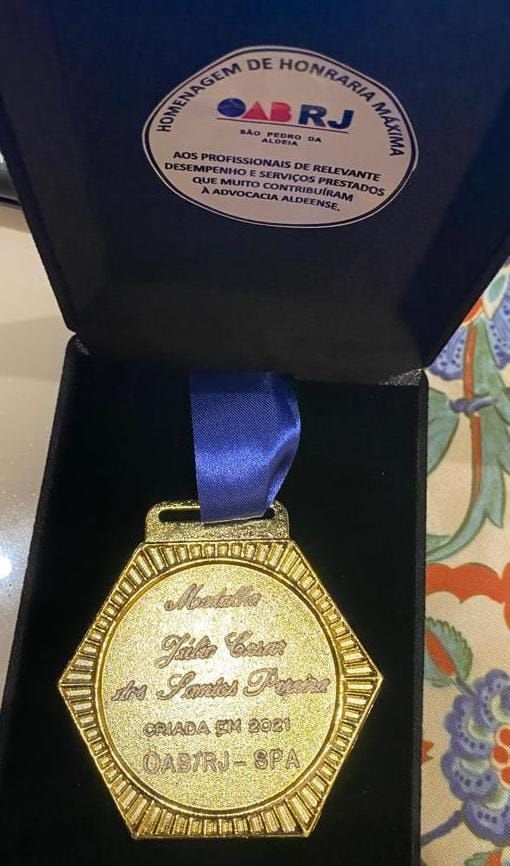 HOMENAGEM DE HONRARIA MÁXIMA
OAB RJ
SÃO PEDRO DA
ALDEIA
AOS PROFISSIONAIS DE RELEVANTE
DESEMPENHO E SERVIÇOS PRESTADOS
QUE MUITO CONTRIBUÍRAM
À ADVOCACIA ALDEENSE.
Medalha
Júlio Cesar
dos Santos Pereira
CRIADA EM 2021
OAB/RJ - SPA